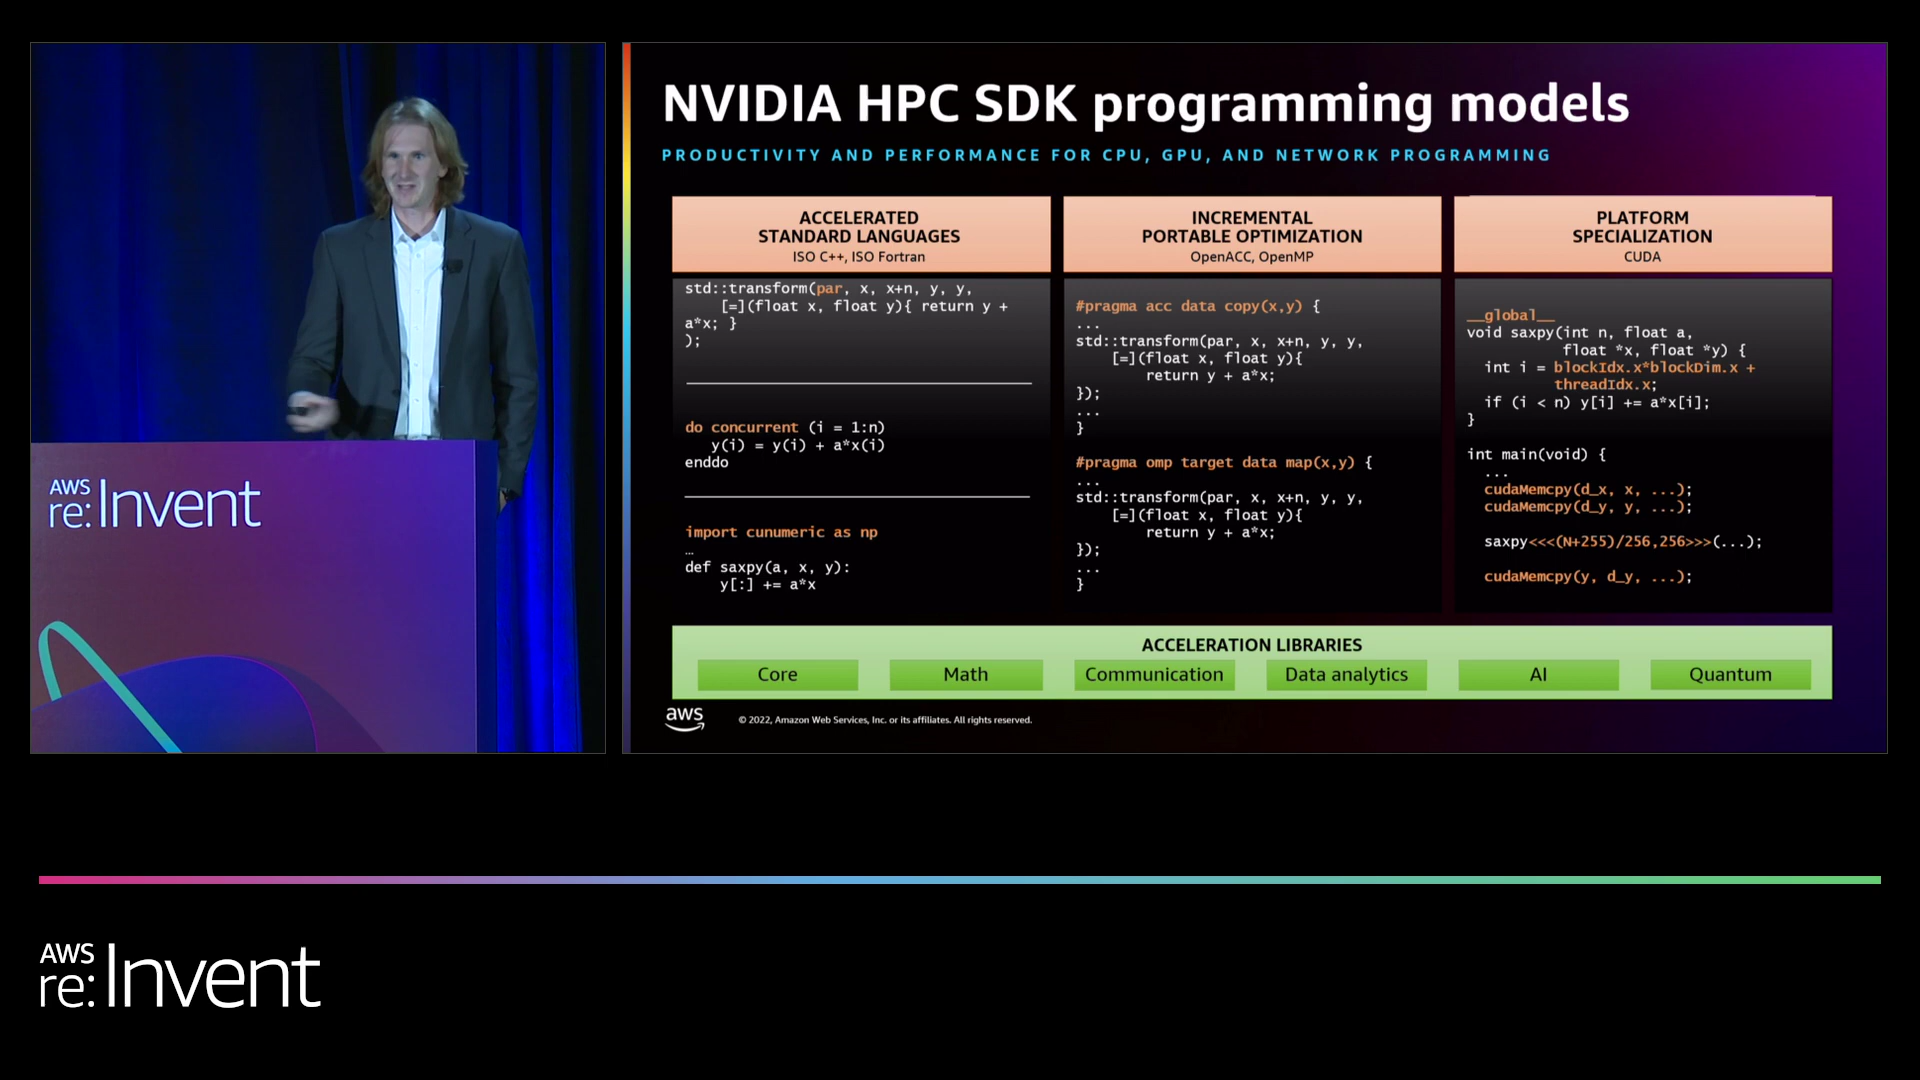 AWS
re:Invent
NVIDIA HPC SDK programming models
PRODUCTIVITY AND PERFORMANCE FOR CPU, GPU, AND NETWORK PROGRAMMING
ACCELERATED
STANDARD LANGUAGES
ISO C++, ISO Fortran
std::transform(par, x, x+n, y, y,
    [=](float x, float y){ return y +
a*x; }
);
do concurrent (i = 1:n)
   y(i) = y(i) + a*x(i)
enddo
import cunumeric as np
…
def saxpy(a, x, y):
    y[:] += a*x
INCREMENTAL
PORTABLE OPTIMIZATION
OpenACC, OpenMP
#pragma acc data copy(x,y) {
...
std::transform(par, x, x+n, y, y,
    [=](float x, float y){
        return y + a*x;
});
...
}
#pragma omp target data map(x,y) {
...
std::transform(par, x, x+n, y, y,
    [=](float x, float y){
        return y + a*x;
});
...
}
PLATFORM
SPECIALIZATION
CUDA
__global__
void saxpy(int n, float a,
           float *x, float *y) {
  int i = blockIdx.x*blockDim.x +
          threadIdx.x;
  if (i < n) y[i] += a*x[i];
}
int main(void) {
  ...
  cudaMemcpy(d_x, x, ...);
  cudaMemcpy(d_y, y, ...);
  saxpy<<<(N+255)/256,256>>>(...);
  cudaMemcpy(y, d_y, ...);
ACCELERATION LIBRARIES
Core
Math
Communication
Data analytics
AI
Quantum
aws
© 2022, Amazon Web Services, Inc. or its affiliates. All rights reserved.
AWS
re:Invent